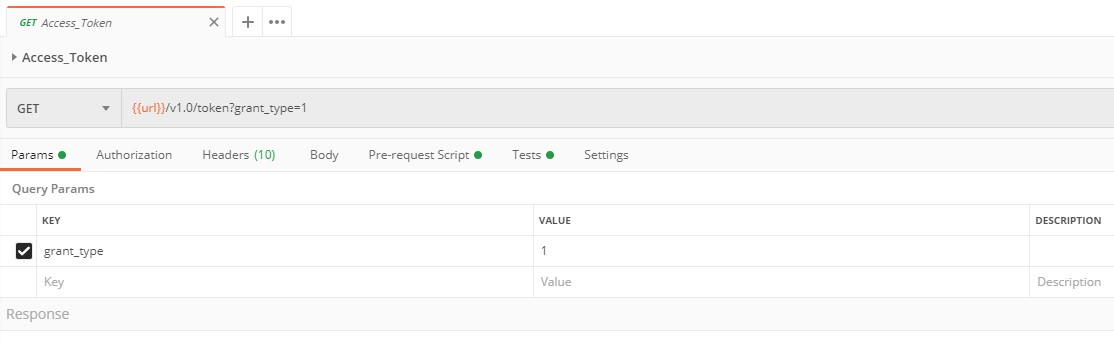 GET Access_Token
Access_Token
GET {{url}}/v1.0/token?grant_type=1
Params Authorization Headers (10) Body Pre-request Script Tests Settings
Query Params
KEY VALUE DESCRIPTION
grant_type 1
Key Value Description
Response